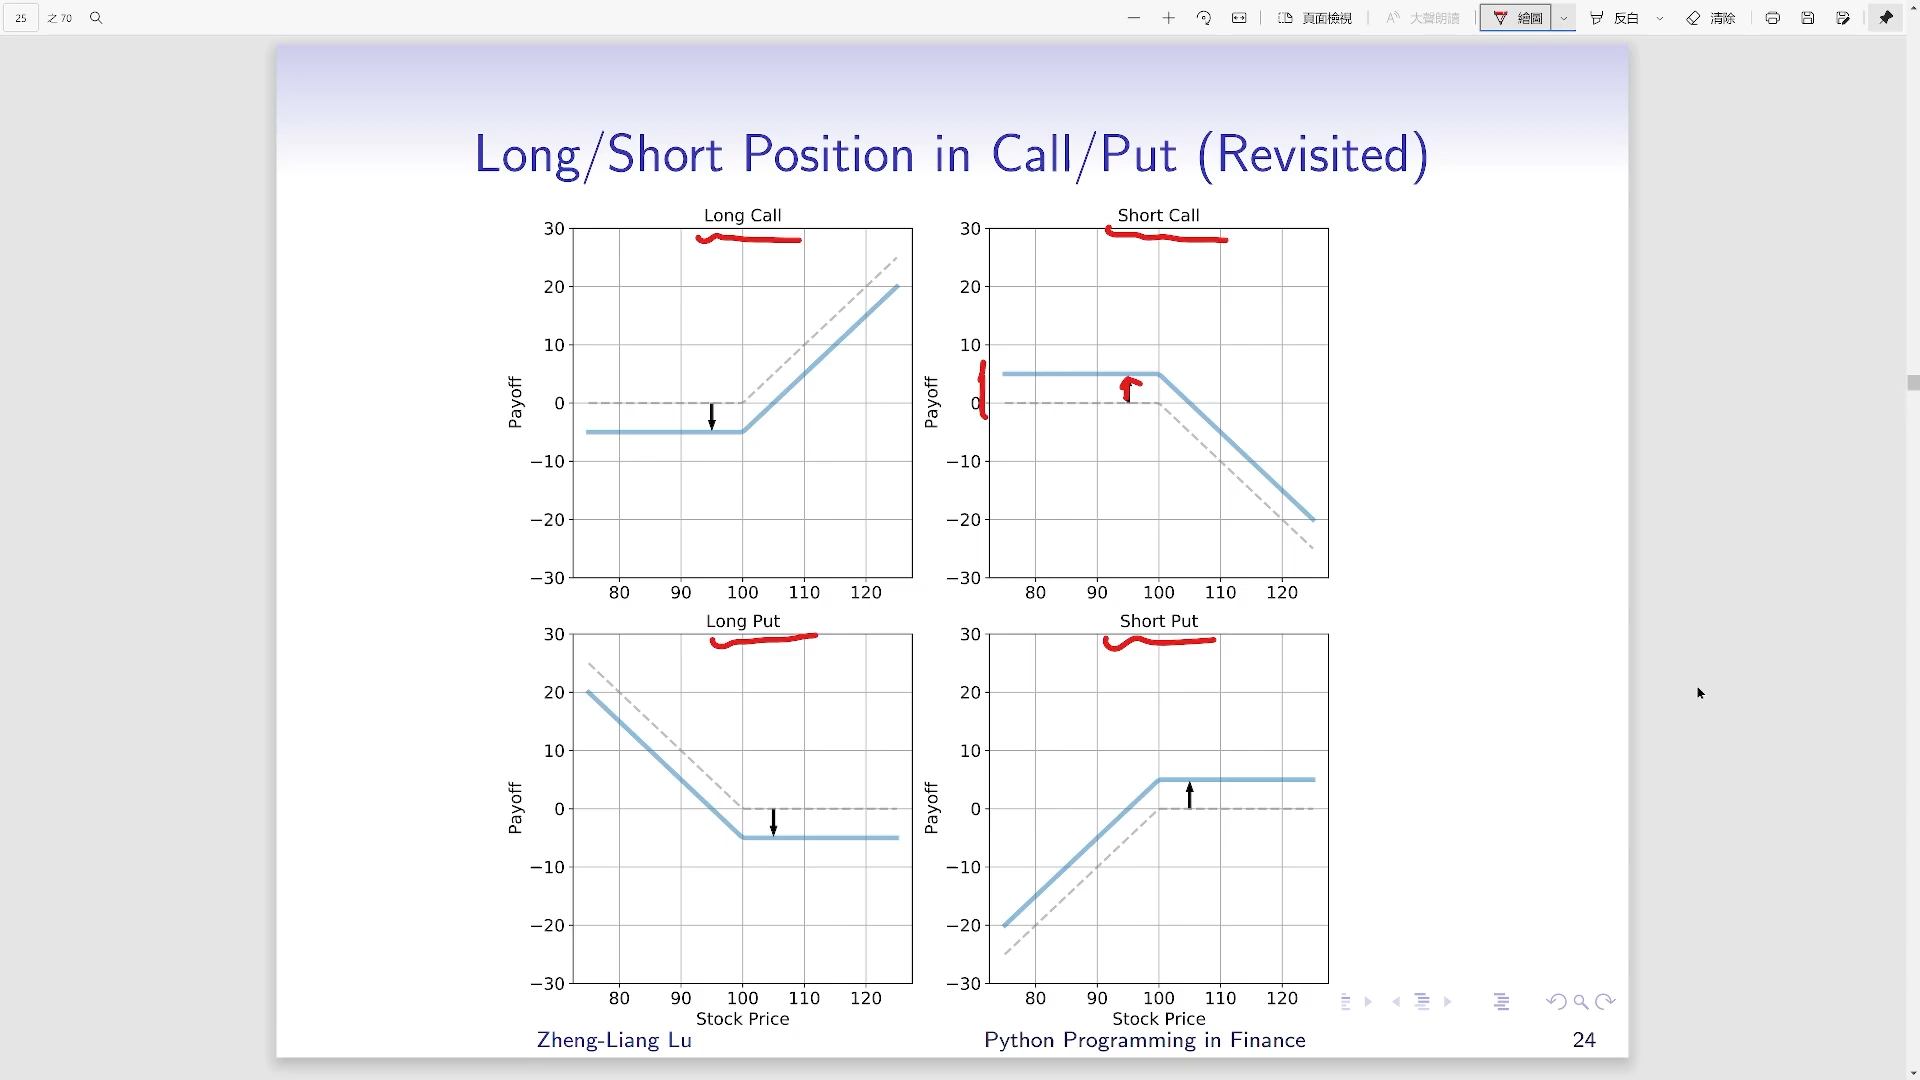 25 之 70 頁面檢視 大聲朗讀 繪圖 反白 清除
Long/Short Position in Call/Put (Revisited)
Long Call
30
20
10
0
−10
−20
−30
Payoff
80 90 100 110 120
Short Call
30
20
10
0
−10
−20
−30
Payoff
80 90 100 110 120
Long Put
30
20
10
0
−10
−20
−30
Payoff
80 90 100 110 120
Stock Price
Short Put
30
20
10
0
−10
−20
−30
Payoff
80 90 100 110 120
Stock Price
Zheng-Liang Lu Python Programming in Finance 24